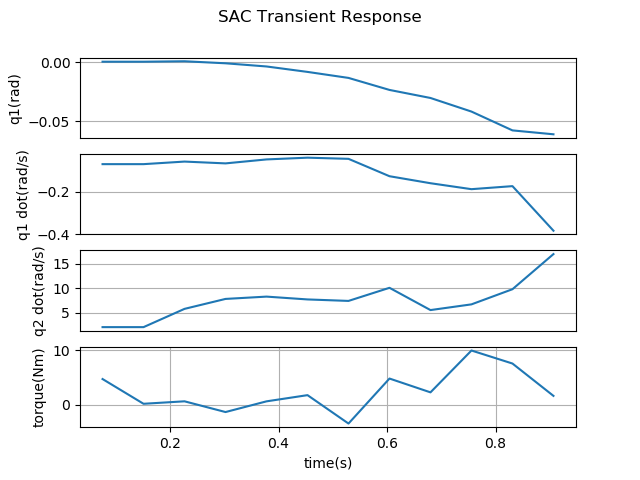 SAC Transient Response
0.00
−0.05
q1(rad)
−0.2
−0.4
q1 dot(rad/s)
15
10
5
q2 dot(rad/s)
10
0
torque(Nm)
0.2 0.4 0.6 0.8
time(s)